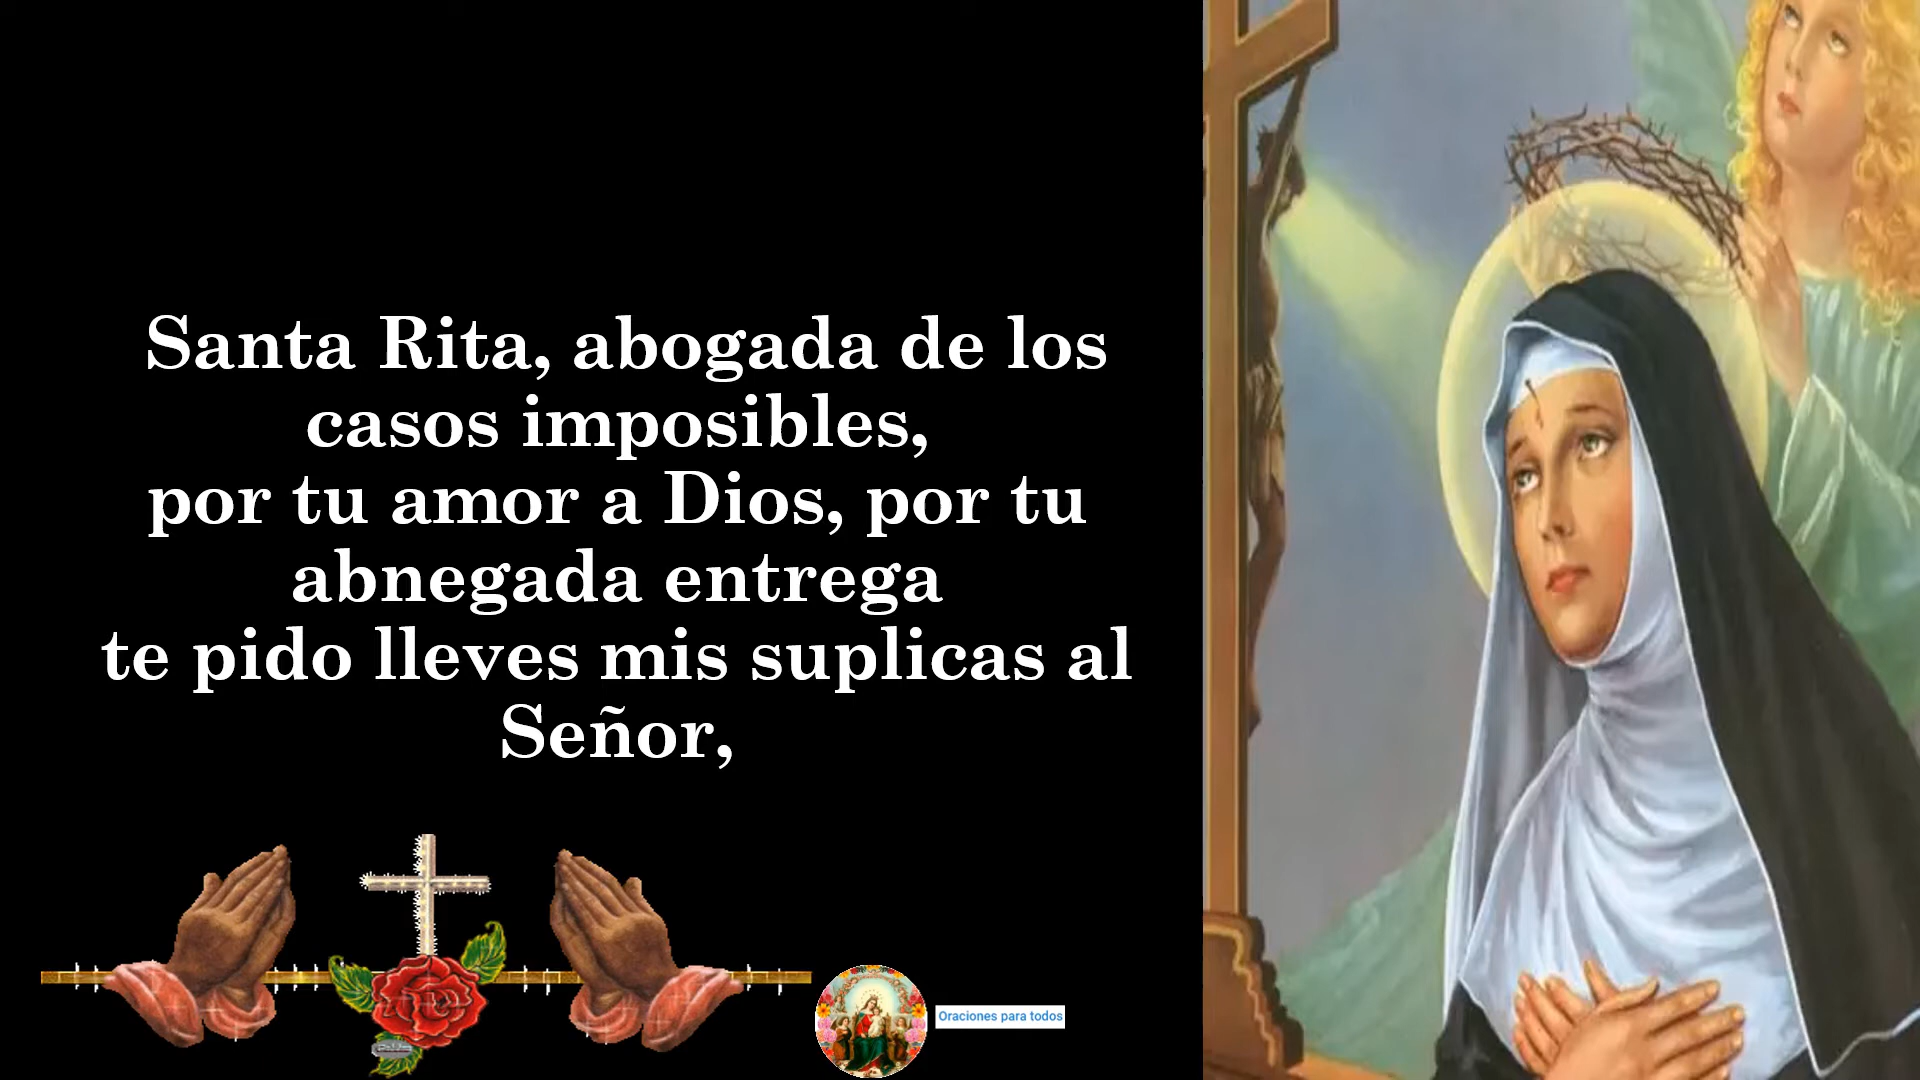 Santa Rita, abogada de los
casos imposibles,
por tu amor a Dios, por tu
abnegada entrega
te pido lleves mis suplicas al
Señor,
Oraciones para todos